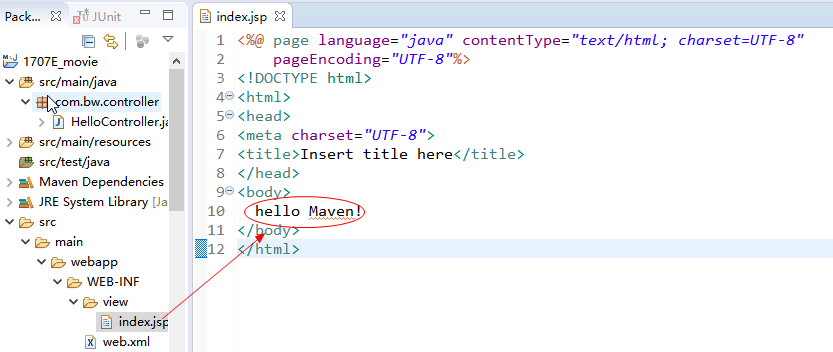 Pack...
JUnit
index.jsp
1707E_movie
src/main/java
com.bw.controller
HelloController.ja
src/main/resources
src/test/java
Maven Dependencies
JRE System Library [Ja
src
main
webapp
WEB-INF
view
index.jsp
web.xml
1 <%@ page language="java" contentType="text/html; charset=UTF-8"
2 pageEncoding="UTF-8"%>
3 <!DOCTYPE html>
4 <html>
5 <head>
6 <meta charset="UTF-8">
7 <title>Insert title here</title>
8 </head>
9 <body>
10 hello Maven!
11 </body>
12 </html>